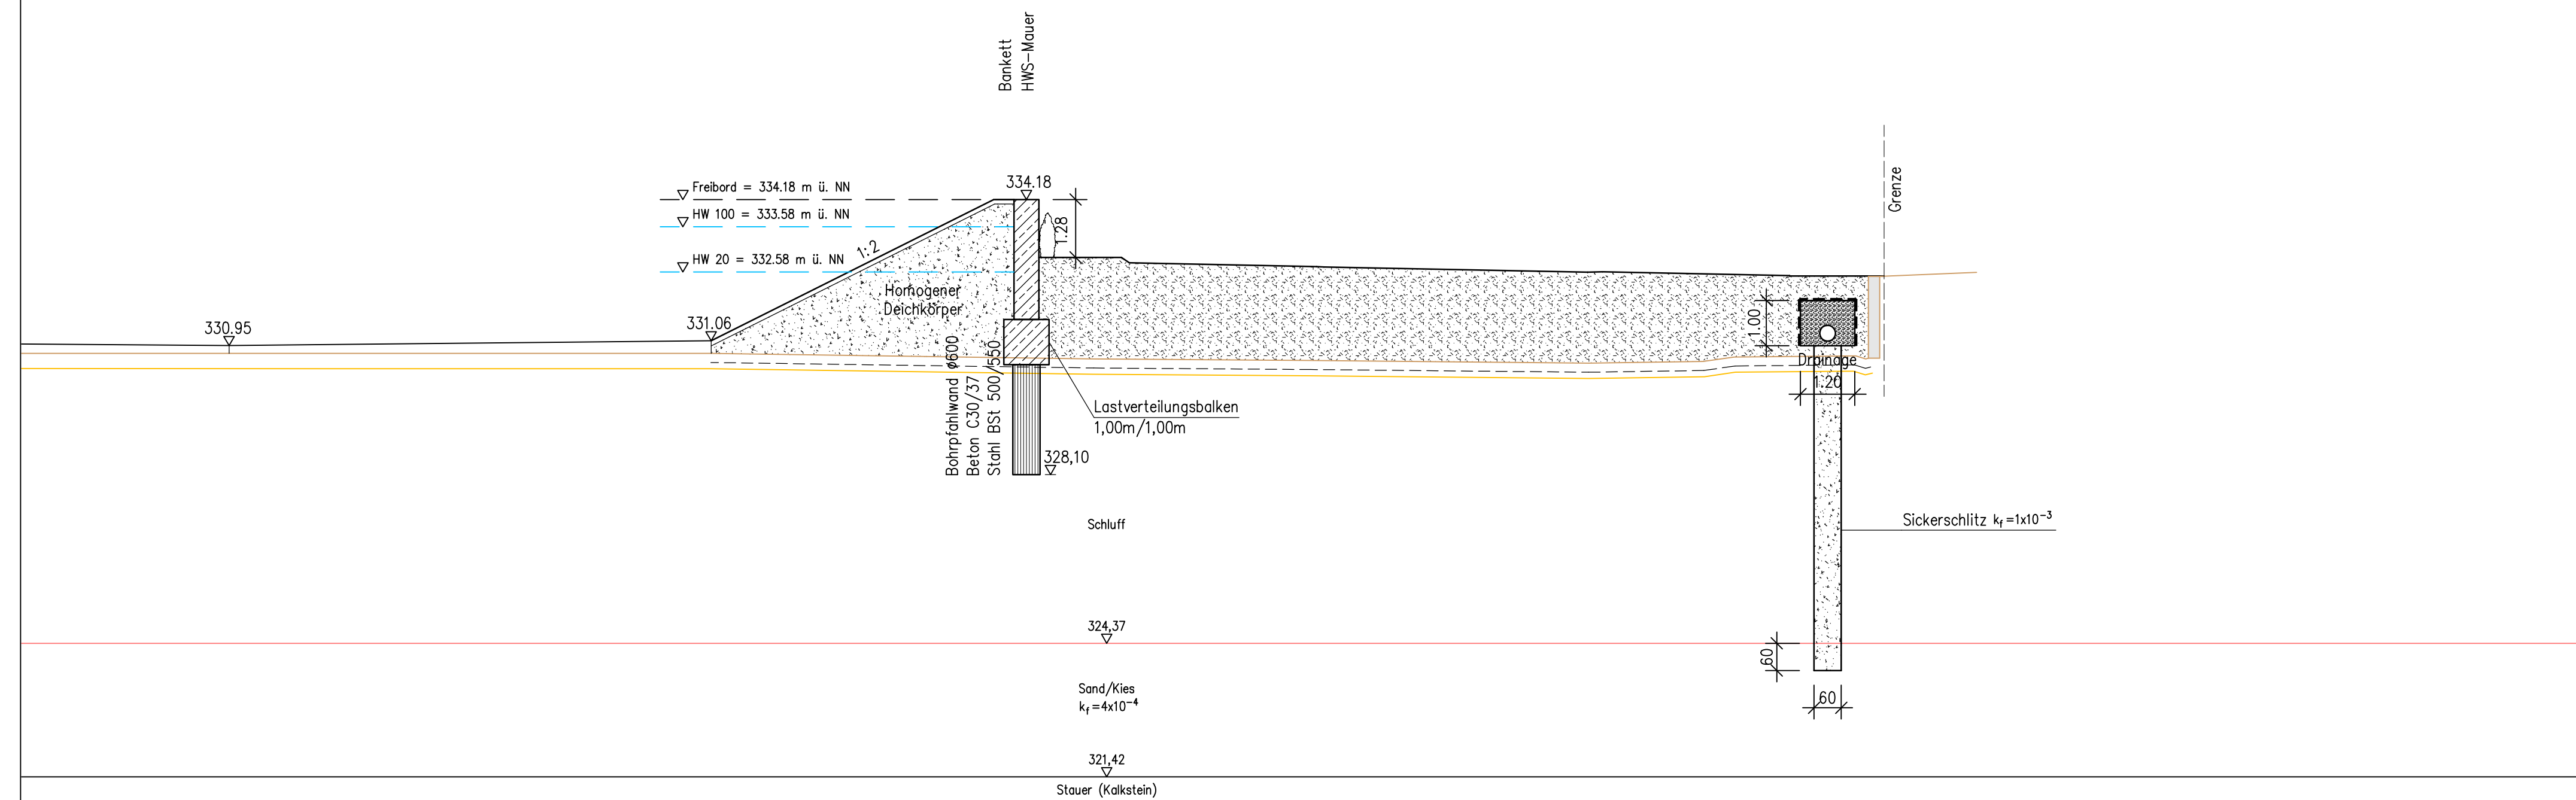 Bankett
HWS-Mauer
Grenze
334.18
Freibord = 334.18 m ü. NN
HW 100 = 333.58 m ü. NN
1.28
1:2
HW 20 = 332.58 m ü. NN
Homogener
Deichkörper
330.95
331.06
1.00
Drainage
1.20
Bohrpfahlwand ø600
Beton C30/37
Stahl BSt 500/550
Lastverteilungsbalken
1,00m/1,00m
328,10
Schluff
Sickerschlitz kf=1x10⁻³
324,37
60
Sand/Kies
kf=4x10⁻⁴
60
321,42
Stauer (Kalkstein)